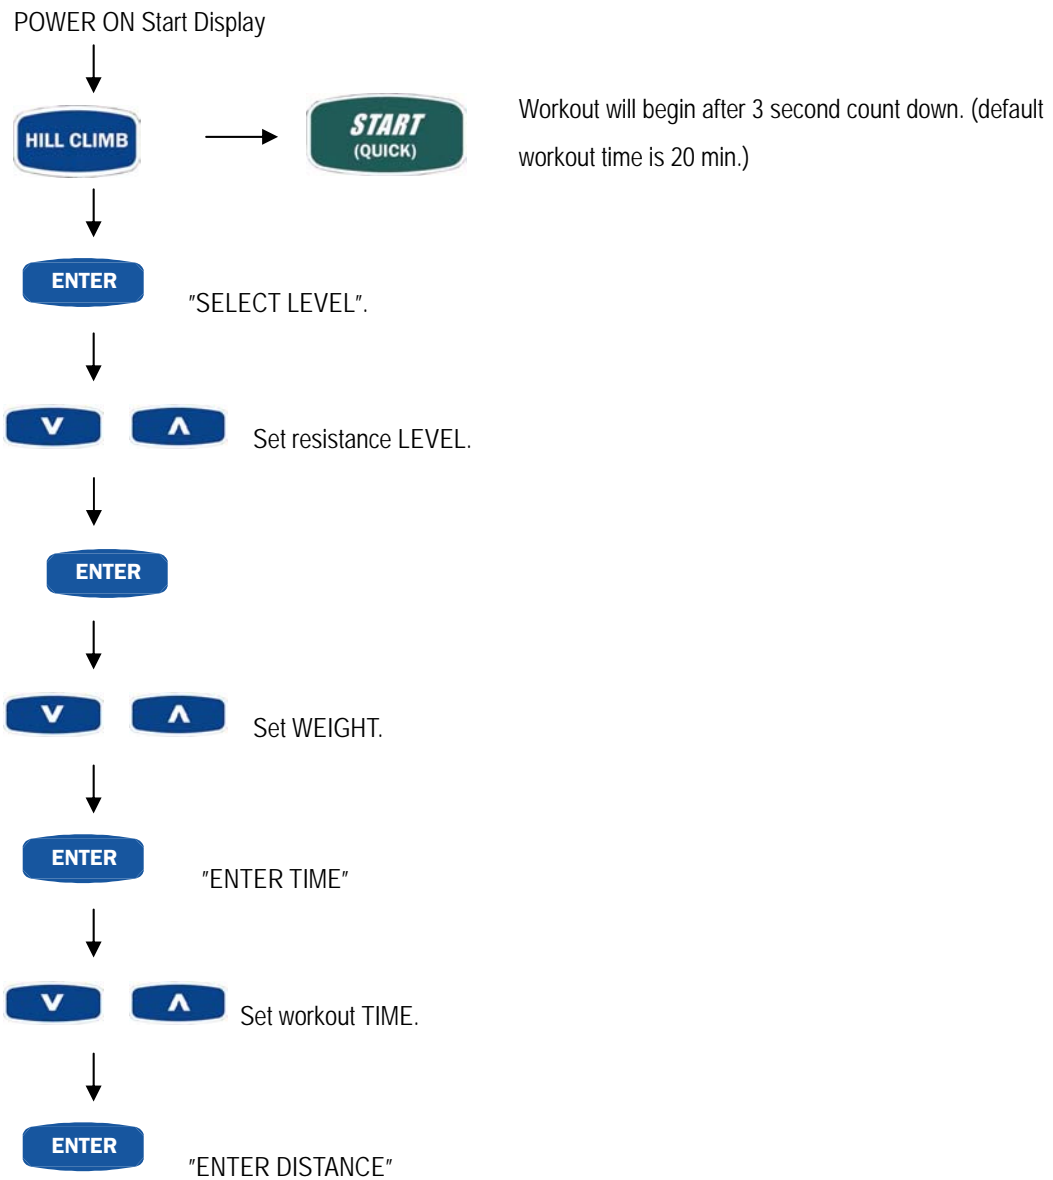 POWER ON Start Display
HILL CLIMB
START
(QUICK)
Workout will begin after 3 second count down. (default
workout time is 20 min.)
ENTER
"SELECT LEVEL".
V Λ Set resistance LEVEL.
ENTER
V Λ Set WEIGHT.
ENTER
"ENTER TIME"
V Λ Set workout TIME.
ENTER
"ENTER DISTANCE"